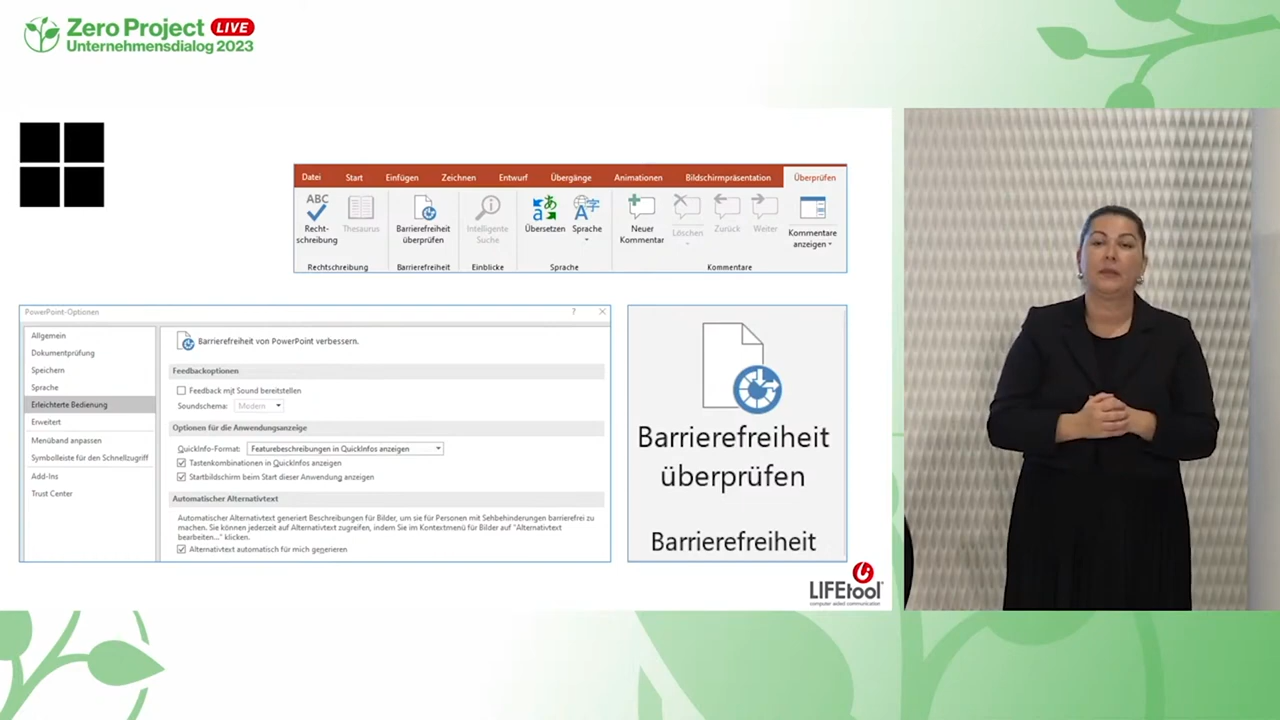 Zero Project LIVE
Unternehmensdialog 2023
Datei Start Einfügen Zeichnen Entwurf Übergänge Animationen Bildschirmpräsentation Überprüfen
ABC
Recht-
schreibung
Thesaurus
Barrierefreiheit
überprüfen
Intelligente
Suche
Übersetzen
Sprache
Neuer
Kommentar
Löschen
Zurück
Weiter
Kommentare
anzeigen
Rechtschreibung Barrierefreiheit Einblicke Sprache Kommentare
PowerPoint-Optionen ? ×
Allgemein
Dokumentprüfung
Speichern
Sprache
Erleichterte Bedienung
Erweitert
Menüband anpassen
Symbolleiste für den Schnellzugriff
Add-Ins
Trust Center
Barrierefreiheit von PowerPoint verbessern.
Feedbackoptionen
Feedback mit Sound bereitstellen
Soundschema: Modern
Optionen für die Anwendungsanzeige
QuickInfo-Format: Featurebeschreibungen in QuickInfos anzeigen
Tastenkombinationen in QuickInfos anzeigen
Startbildschirm beim Start dieser Anwendung anzeigen
Automatischer Alternativtext
Automatischer Alternativtext generiert Beschreibungen für Bilder, um sie für Personen mit Sehbehinderungen barrierefrei zu
machen. Sie können jederzeit auf Alternativtext zugreifen, indem Sie im Kontextmenü für Bilder auf "Alternativtext
bearbeiten..." klicken.
Alternativtext automatisch für mich generieren
Barrierefreiheit
überprüfen
Barrierefreiheit
LIFEtool
computer aided communication